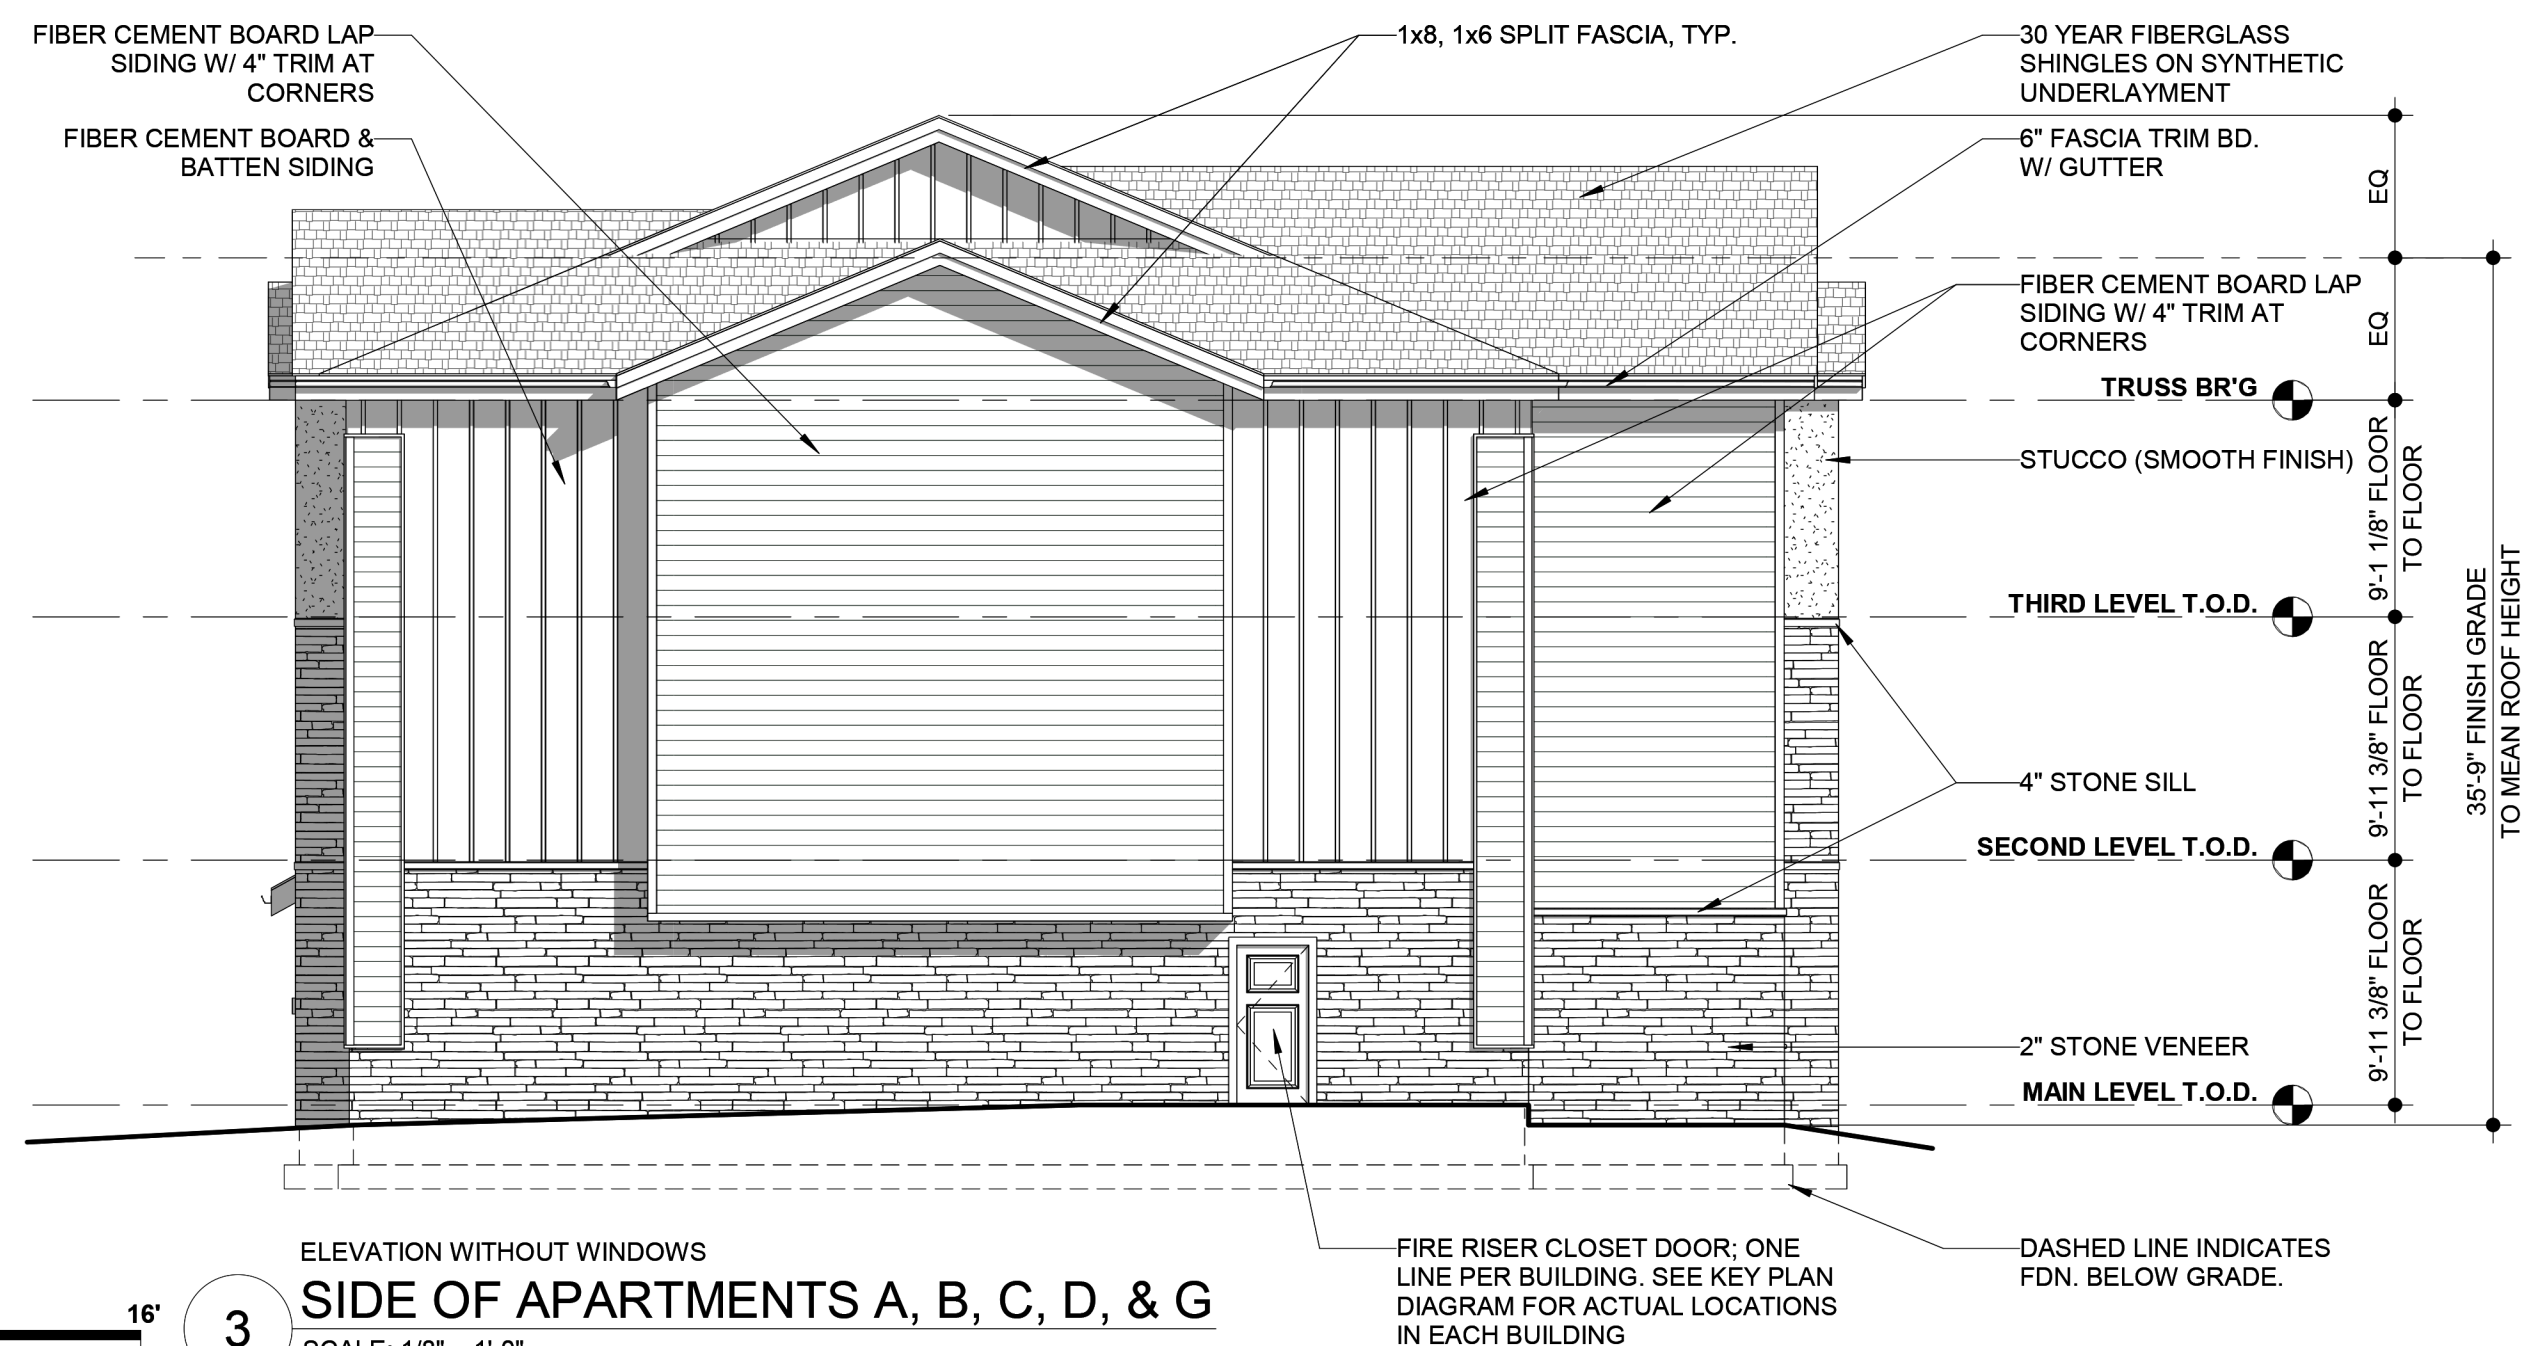 FIBER CEMENT BOARD LAP
SIDING W/ 4" TRIM AT
CORNERS
FIBER CEMENT BOARD &
BATTEN SIDING
1x8, 1x6 SPLIT FASCIA, TYP.
30 YEAR FIBERGLASS
SHINGLES ON SYNTHETIC
UNDERLAYMENT
6" FASCIA TRIM BD.
W/ GUTTER
FIBER CEMENT BOARD LAP
SIDING W/ 4" TRIM AT
CORNERS
TRUSS BR'G
STUCCO (SMOOTH FINISH)
THIRD LEVEL T.O.D.
4" STONE SILL
SECOND LEVEL T.O.D.
2" STONE VENEER
MAIN LEVEL T.O.D.
EQ
EQ
9'-1 1/8" FLOOR
TO FLOOR
9'-11 3/8" FLOOR
TO FLOOR
9'-11 3/8" FLOOR
TO FLOOR
35'-9" FINISH GRADE
TO MEAN ROOF HEIGHT
FIRE RISER CLOSET DOOR; ONE
LINE PER BUILDING. SEE KEY PLAN
DIAGRAM FOR ACTUAL LOCATIONS
IN EACH BUILDING
DASHED LINE INDICATES
FDN. BELOW GRADE.
16'
3
ELEVATION WITHOUT WINDOWS
SIDE OF APARTMENTS A, B, C, D, & G